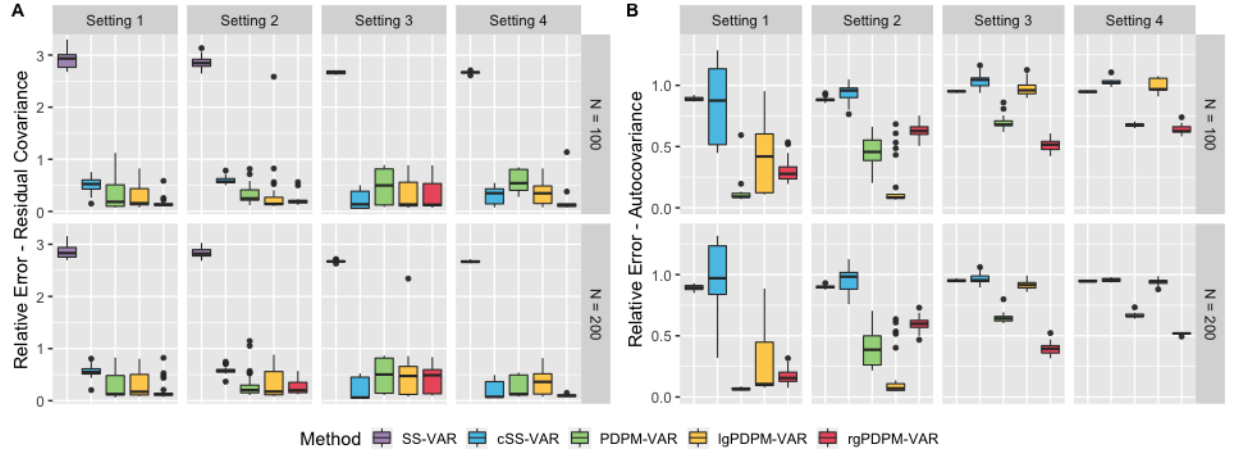 A
Setting 1
Setting 2
Setting 3
Setting 4
Relative Error - Residual Covariance
3
2
1
0
N = 100
3
2
1
0
N = 200
B
Setting 1
Setting 2
Setting 3
Setting 4
Relative Error - Autocovariance
1.0
0.5
0.0
N = 100
1.0
0.5
0.0
N = 200
Method SS-VAR cSS-VAR PDPM-VAR lgPDPM-VAR rgPDPM-VAR